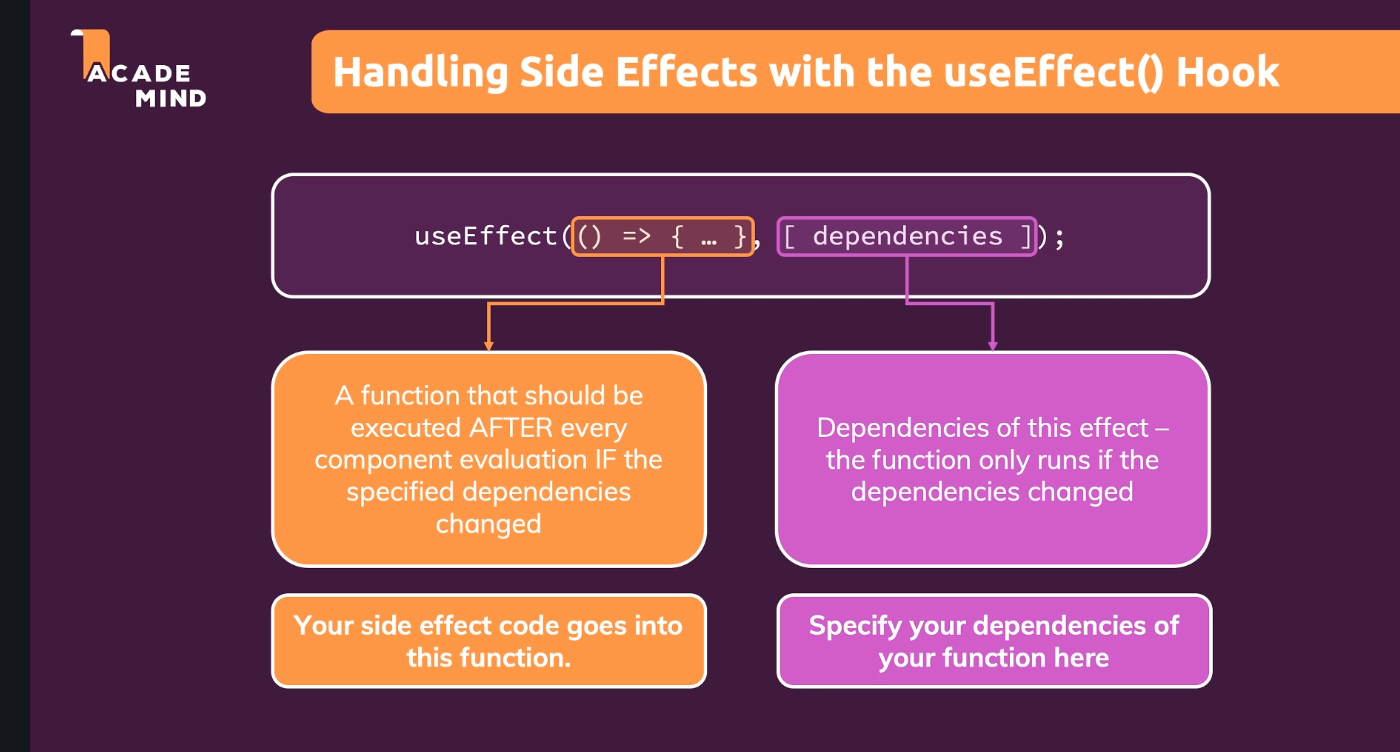 ACADE
MIND
Handling Side Effects with the useEffect() Hook
useEffect(() => { … }, [ dependencies ]);
A function that should be
executed AFTER every
component evaluation IF the
specified dependencies
changed
Dependencies of this effect –
the function only runs if the
dependencies changed
Your side effect code goes into
this function.
Specify your dependencies of
your function here